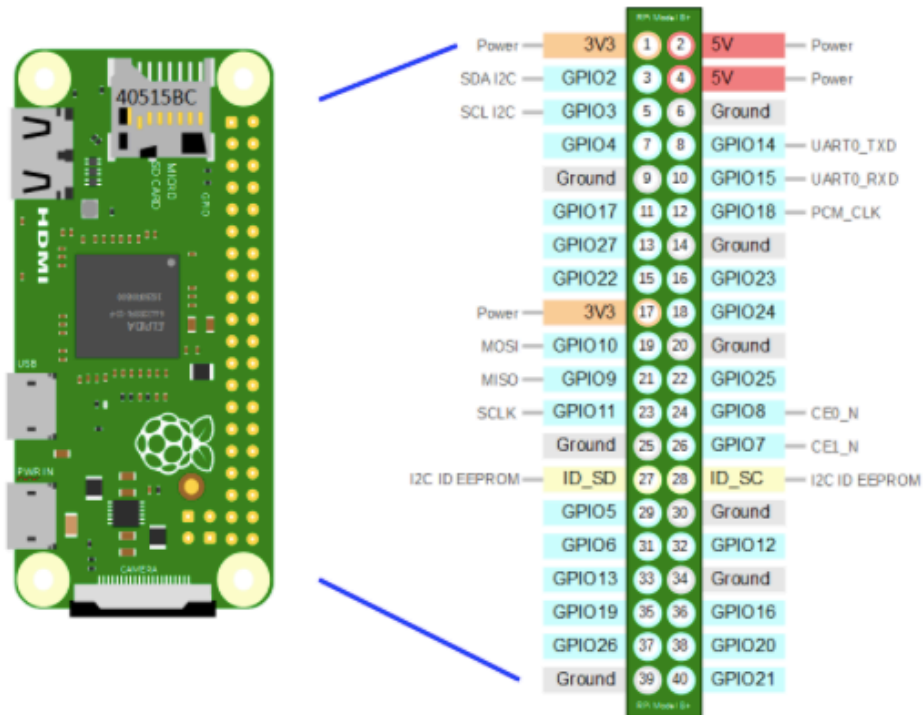 RPi Model B+
Power 3V3 1 2 5V Power
SDA I2C GPIO2 3 4 5V Power
SCL I2C GPIO3 5 6 Ground
GPIO4 7 8 GPIO14 UART0_TXD
Ground 9 10 GPIO15 UART0_RXD
GPIO17 11 12 GPIO18 PCM_CLK
GPIO27 13 14 Ground
GPIO22 15 16 GPIO23
Power 3V3 17 18 GPIO24
MOSI GPIO10 19 20 Ground
MISO GPIO9 21 22 GPIO25
SCLK GPIO11 23 24 GPIO8 CE0_N
Ground 25 26 GPIO7 CE1_N
I2C ID EEPROM ID_SD 27 28 ID_SC I2C ID EEPROM
GPIO5 29 30 Ground
GPIO6 31 32 GPIO12
GPIO13 33 34 Ground
GPIO19 35 36 GPIO16
GPIO26 37 38 GPIO20
Ground 39 40 GPIO21
RPi Model B+
40515BC
MICRO
SD CARD
HDMI
ELPIDA
USB
PWR IN
CAMERA